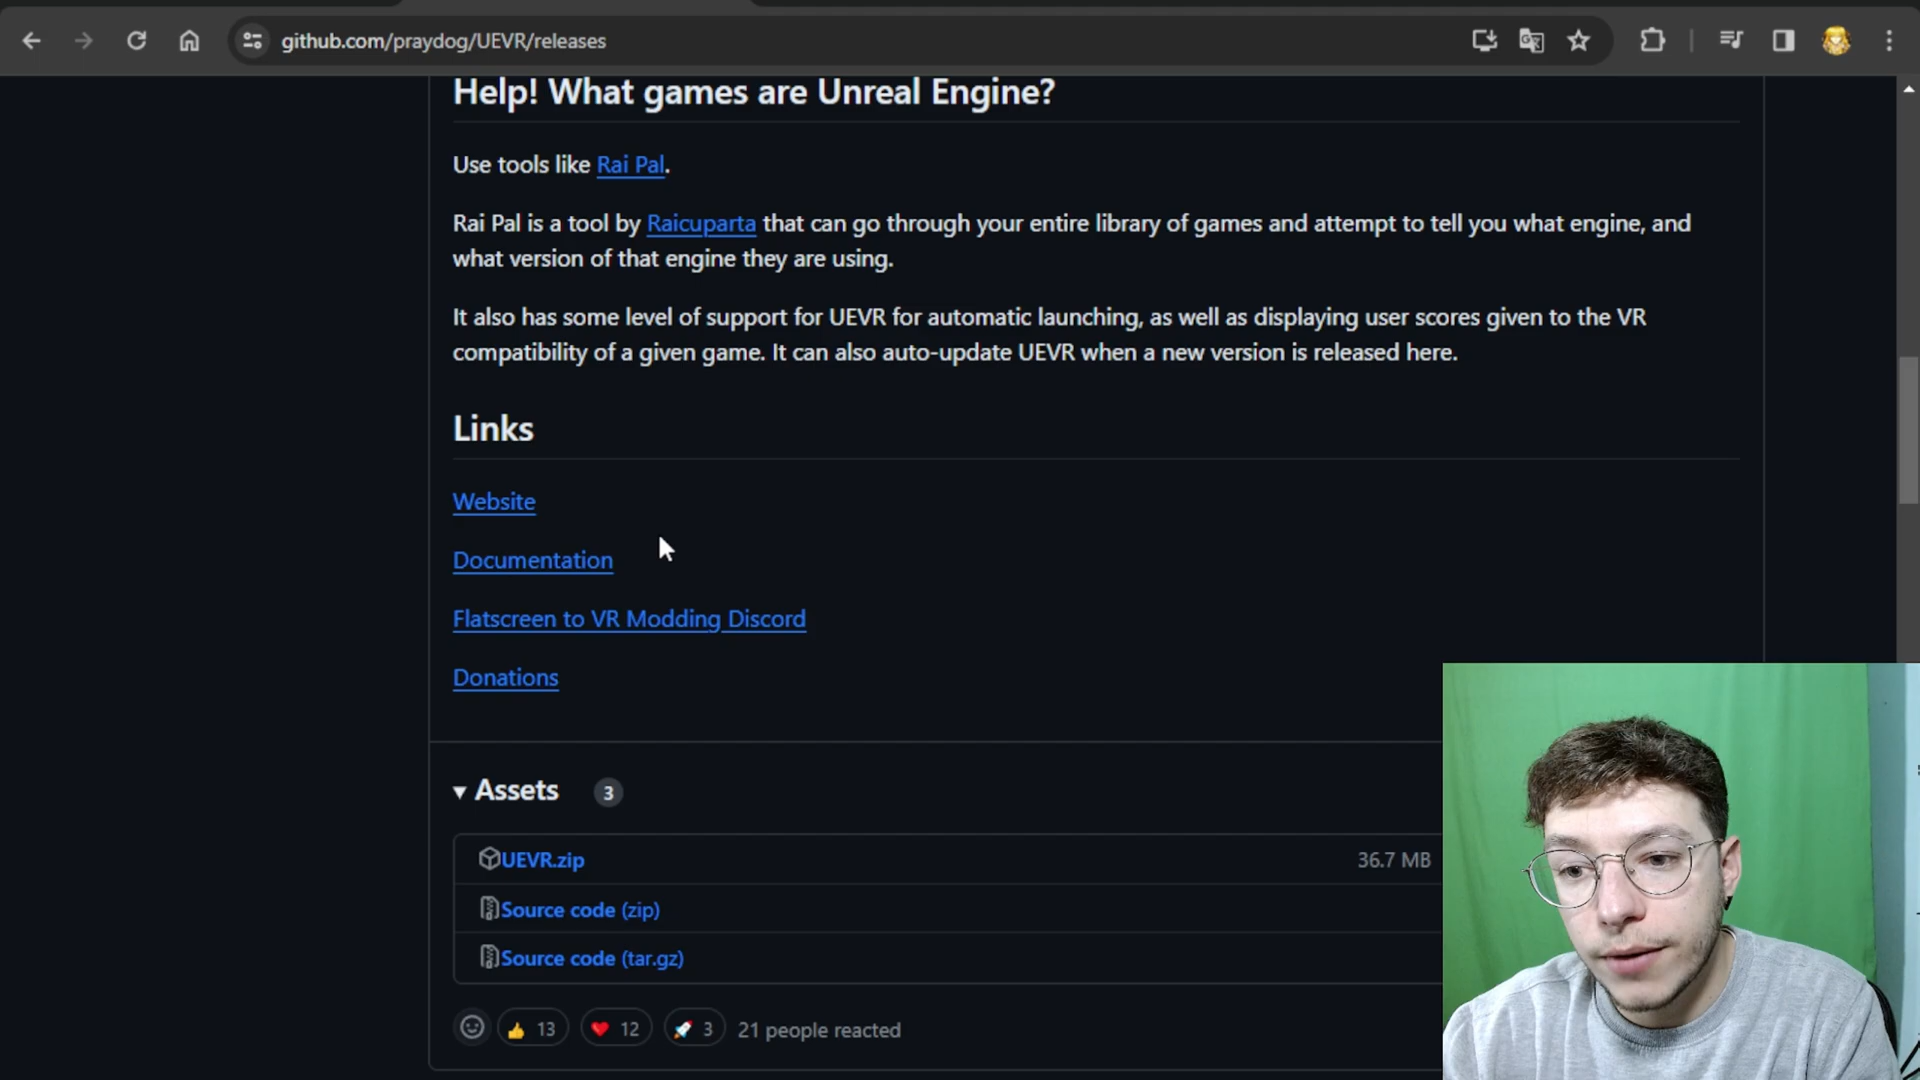 github.com/praydog/UEVR/releases
Help! What games are Unreal Engine?
Use tools like Rai Pal.
Rai Pal is a tool by Raicuparta that can go through your entire library of games and attempt to tell you what engine, and
what version of that engine they are using.
It also has some level of support for UEVR for automatic launching, as well as displaying user scores given to the VR
compatibility of a given game. It can also auto-update UEVR when a new version is released here.
Links
Website
Documentation
Flatscreen to VR Modding Discord
Donations
Assets 3
UEVR.zip 36.7 MB
Source code (zip)
Source code (tar.gz)
13 12 3 21 people reacted